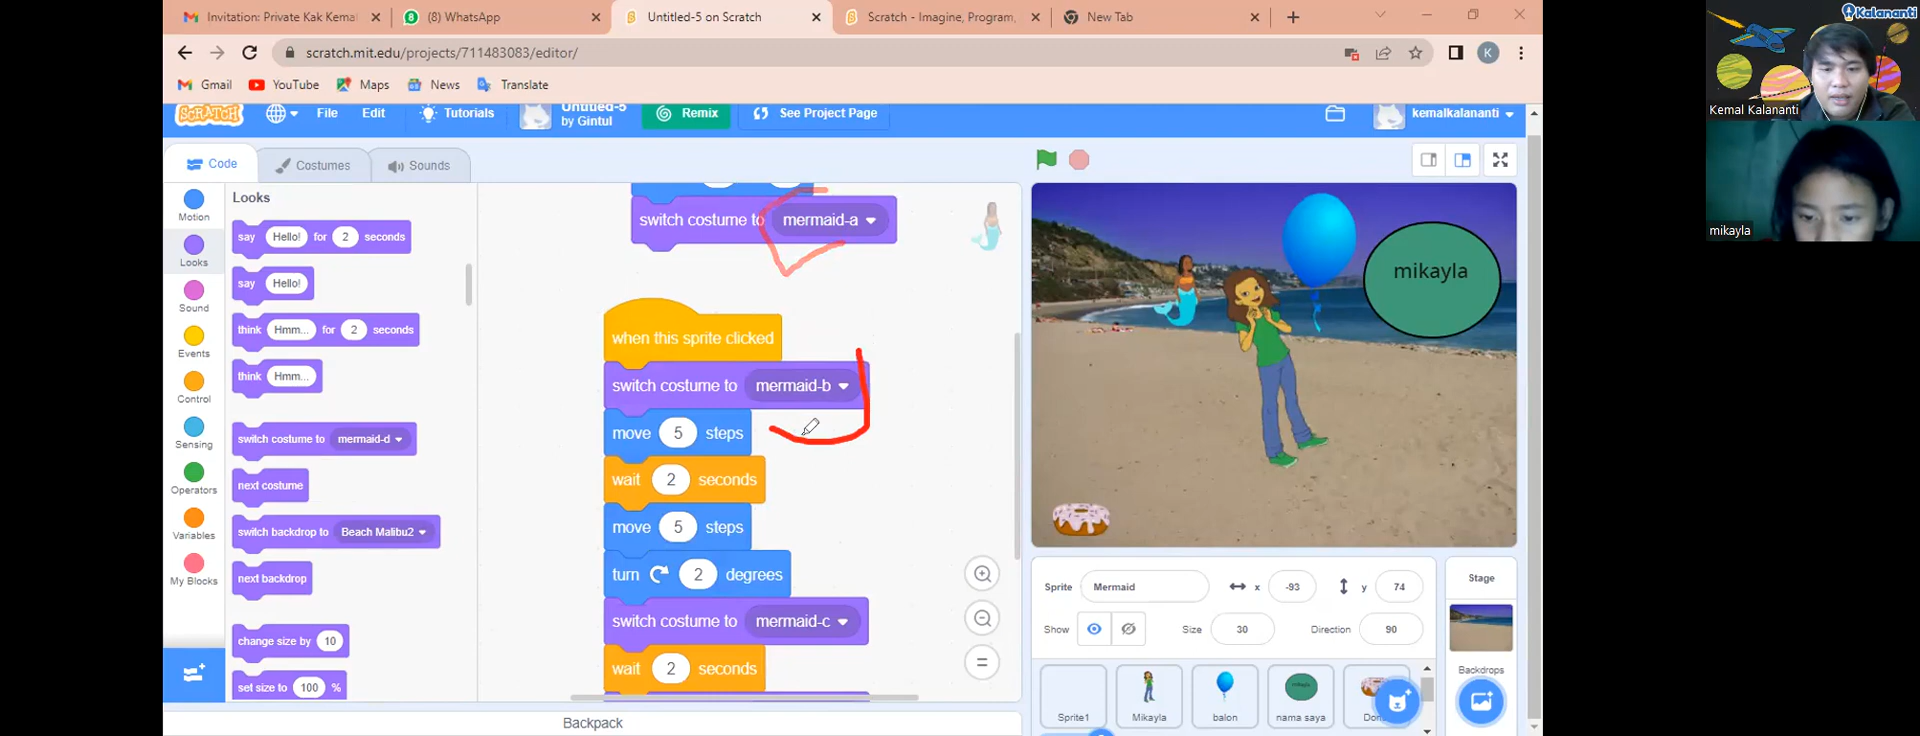 Invitation: Private Kak Kemal
(8) WhatsApp
Untitled-5 on Scratch
Scratch - Imagine, Program,
New Tab
scratch.mit.edu/projects/711483083/editor/
K
Gmail
YouTube
Maps
News
Translate
SCRATCH
File
Edit
Tutorials
Untitled-5
by Gintul
Remix
See Project Page
kemalkalananti
Code
Costumes
Sounds
Motion
Looks
Sound
Events
Control
Sensing
Operators
Variables
My Blocks
Looks
say Hello! for 2 seconds
say Hello!
think Hmm... for 2 seconds
think Hmm...
switch costume to mermaid-d
next costume
switch backdrop to Beach Malibu2
next backdrop
change size by 10
set size to 100 %
switch costume to mermaid-a
when this sprite clicked
switch costume to mermaid-b
move 5 steps
wait 2 seconds
move 5 steps
turn 2 degrees
switch costume to mermaid-c
wait 2 seconds
Backpack
mikayla
Sprite Mermaid x -93 y 74
Show Size 30 Direction 90
Sprite1
Mikayla
balon
mikayla
nama saya
Stage
Backdrops
Kalananti
Kemal Kalananti
mikayla